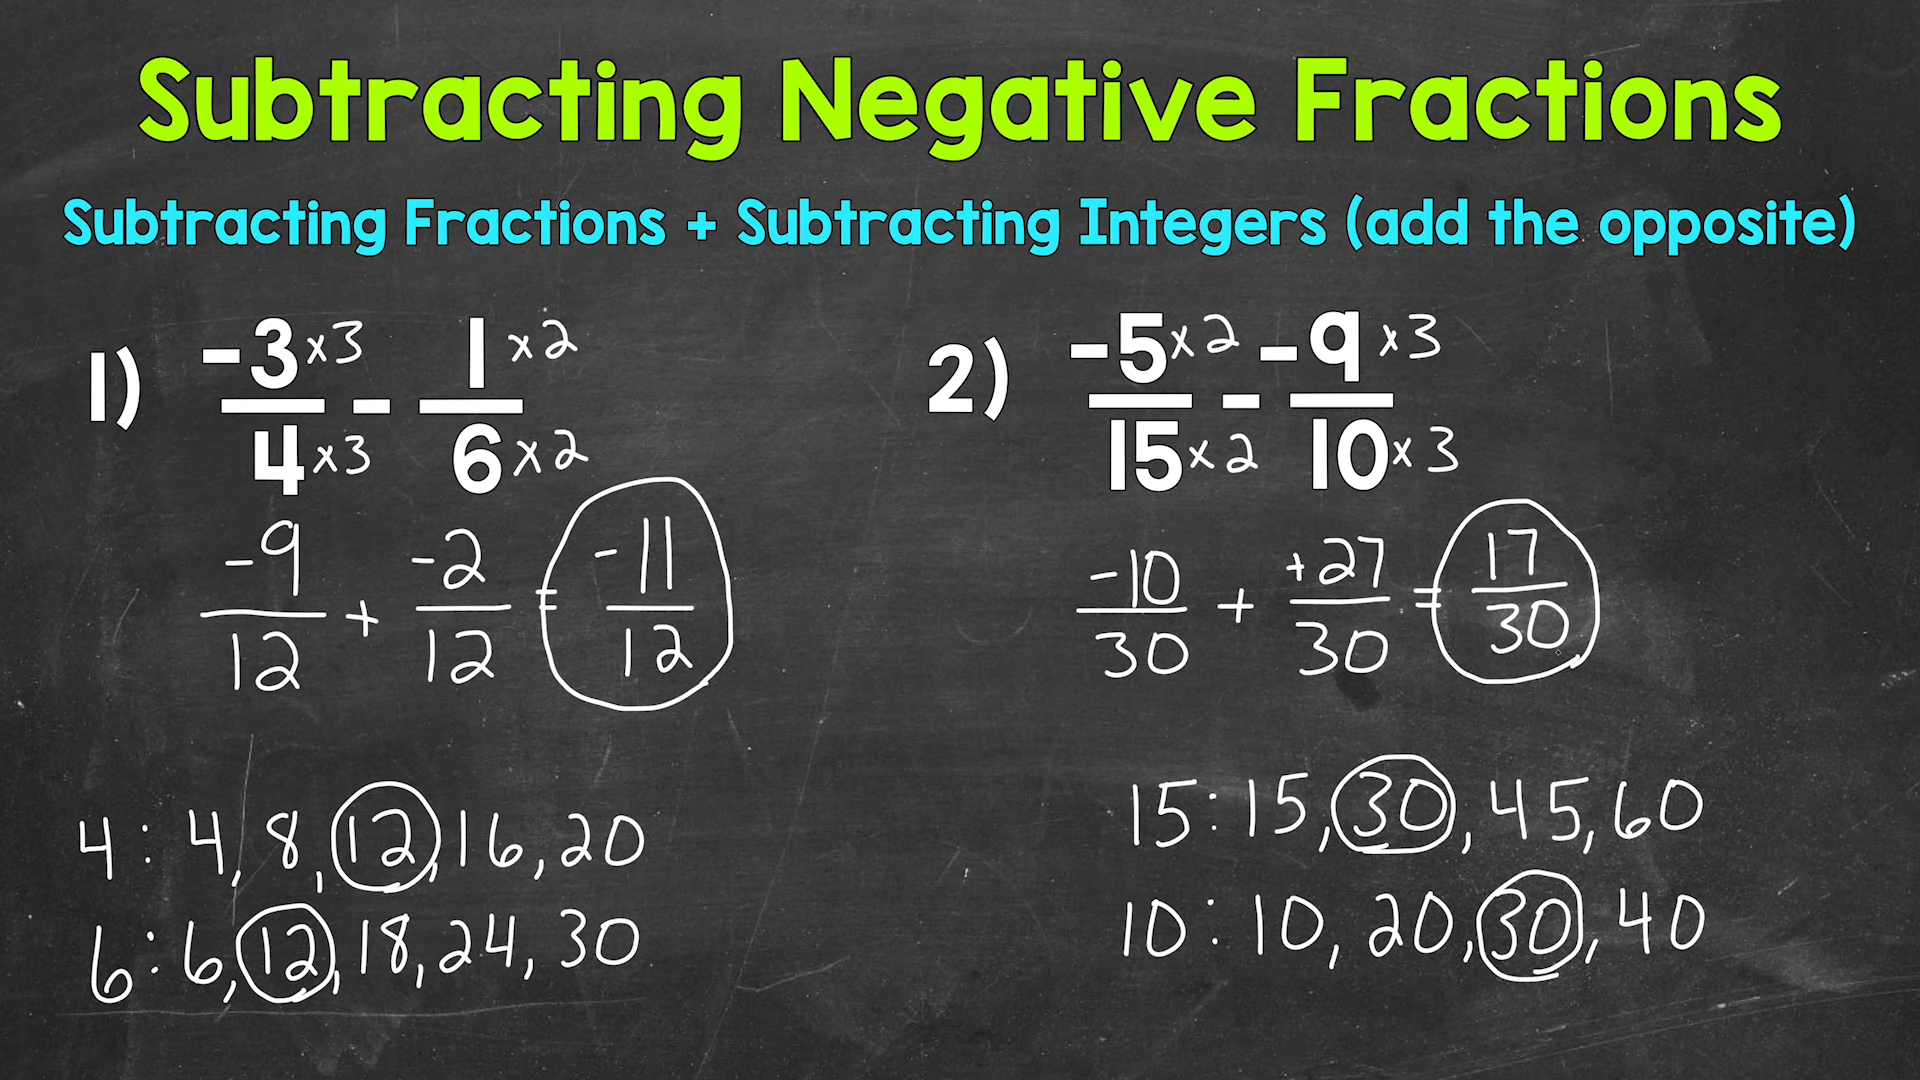 Subtracting Negative Fractions
Subtracting Fractions + Subtracting Integers (add the opposite)
1) -3×3/4×3 - 1×2/6×2
-9/12 + -2/12 = -11/12
4: 4, 8, 12, 16, 20
6: 6, 12, 18, 24, 30
2) -5×2/15×2 - -9×3/10×3
-10/30 + +27/30 = 17/30
15: 15, 30, 45, 60
10: 10, 20, 30, 40